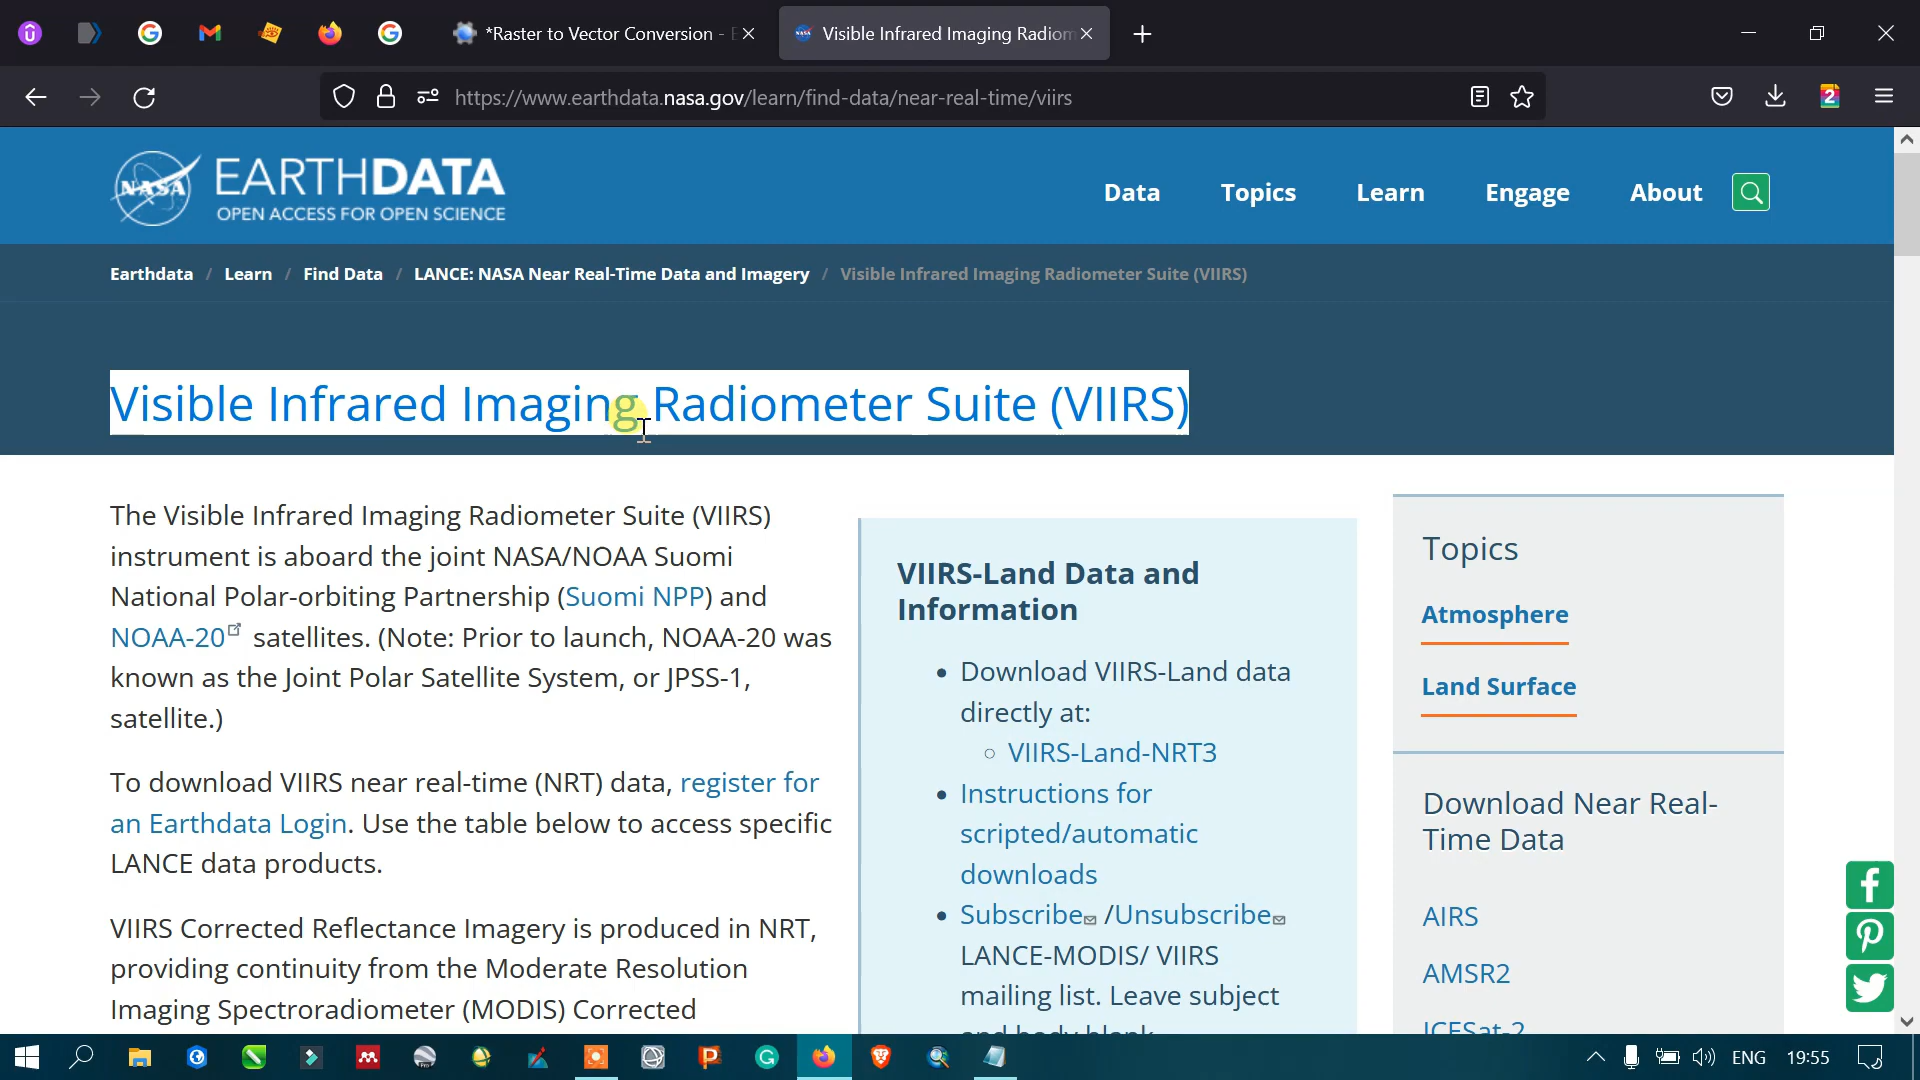 *Raster to Vector Conversion -
Visible Infrared Imaging Radiom
https://www.earthdata.nasa.gov/learn/find-data/near-real-time/viirs
2
NASA
EARTHDATA
OPEN ACCESS FOR OPEN SCIENCE
Data
Topics
Learn
Engage
About
Earthdata / Learn / Find Data / LANCE: NASA Near Real-Time Data and Imagery / Visible Infrared Imaging Radiometer Suite (VIIRS)
Visible Infrared Imaging Radiometer Suite (VIIRS)
The Visible Infrared Imaging Radiometer Suite (VIIRS)
instrument is aboard the joint NASA/NOAA Suomi
National Polar-orbiting Partnership (Suomi NPP) and
NOAA-20 satellites. (Note: Prior to launch, NOAA-20 was
known as the Joint Polar Satellite System, or JPSS-1,
satellite.)
To download VIIRS near real-time (NRT) data, register for
an Earthdata Login. Use the table below to access specific
LANCE data products.
VIIRS Corrected Reflectance Imagery is produced in NRT,
providing continuity from the Moderate Resolution
Imaging Spectroradiometer (MODIS) Corrected
VIIRS-Land Data and
Information
• Download VIIRS-Land data
directly at:
○ VIIRS-Land-NRT3
• Instructions for
scripted/automatic
downloads
• Subscribe /Unsubscribe
LANCE-MODIS/ VIIRS
mailing list. Leave subject
and body blank
Topics
Atmosphere
Land Surface
Download Near Real-
Time Data
AIRS
AMSR2
ICESat-2
ENG
19:55